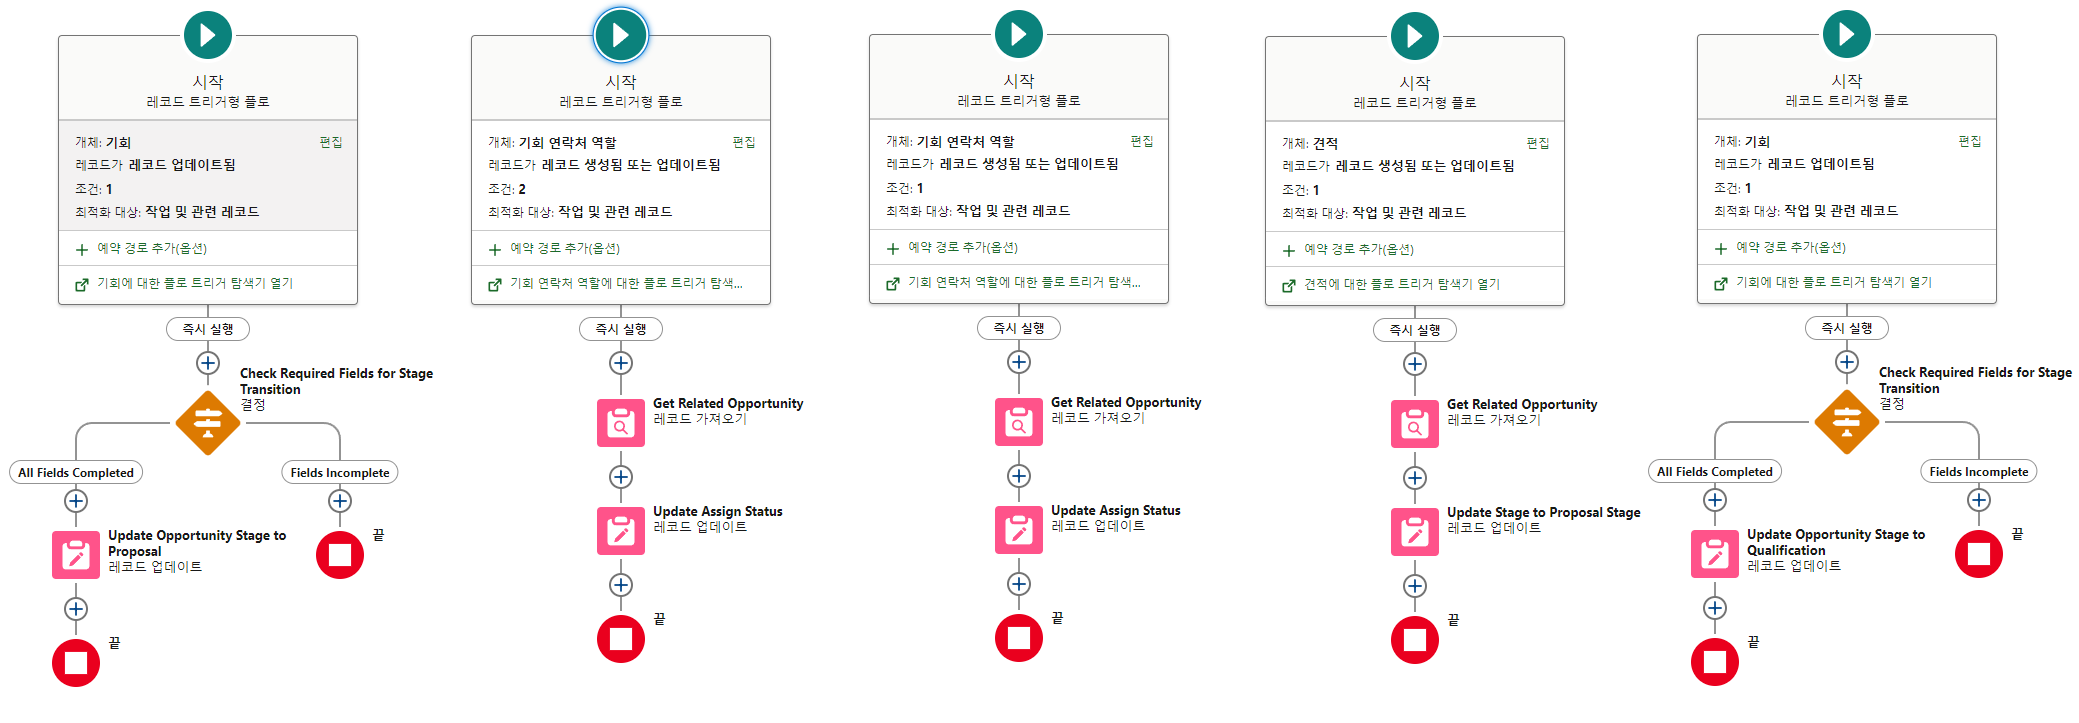 시작
레코드 트리거형 플로
개체: 기회
편집
레코드가 레코드 업데이트됨
조건: 1
최적화 대상: 작업 및 관련 레코드
예약 경로 추가(옵션)
기회에 대한 플로 트리거 탐색기 열기
즉시 실행
Check Required Fields for Stage
Transition
결정
All Fields Completed
Fields Incomplete
Update Opportunity Stage to
Proposal
레코드 업데이트
끝
끝
시작
레코드 트리거형 플로
개체: 기회 연락처 역할
편집
레코드가 레코드 생성됨 또는 업데이트됨
조건: 2
최적화 대상: 작업 및 관련 레코드
예약 경로 추가(옵션)
기회 연락처 역할에 대한 플로 트리거 탐색...
즉시 실행
Get Related Opportunity
레코드 가져오기
Update Assign Status
레코드 업데이트
끝
시작
레코드 트리거형 플로
개체: 기회 연락처 역할
편집
레코드가 레코드 생성됨 또는 업데이트됨
조건: 1
최적화 대상: 작업 및 관련 레코드
예약 경로 추가(옵션)
기회 연락처 역할에 대한 플로 트리거 탐색...
즉시 실행
Get Related Opportunity
레코드 가져오기
Update Assign Status
레코드 업데이트
끝
시작
레코드 트리거형 플로
개체: 견적
편집
레코드가 레코드 생성됨 또는 업데이트됨
조건: 1
최적화 대상: 작업 및 관련 레코드
예약 경로 추가(옵션)
견적에 대한 플로 트리거 탐색기 열기
즉시 실행
Get Related Opportunity
레코드 가져오기
Update Stage to Proposal Stage
레코드 업데이트
끝
시작
레코드 트리거형 플로
개체: 기회
편집
레코드가 레코드 업데이트됨
조건: 1
최적화 대상: 작업 및 관련 레코드
예약 경로 추가(옵션)
기회에 대한 플로 트리거 탐색기 열기
즉시 실행
Check Required Fields for Stage
Transition
결정
All Fields Completed
Fields Incomplete
Update Opportunity Stage to
Qualification
레코드 업데이트
끝
끝